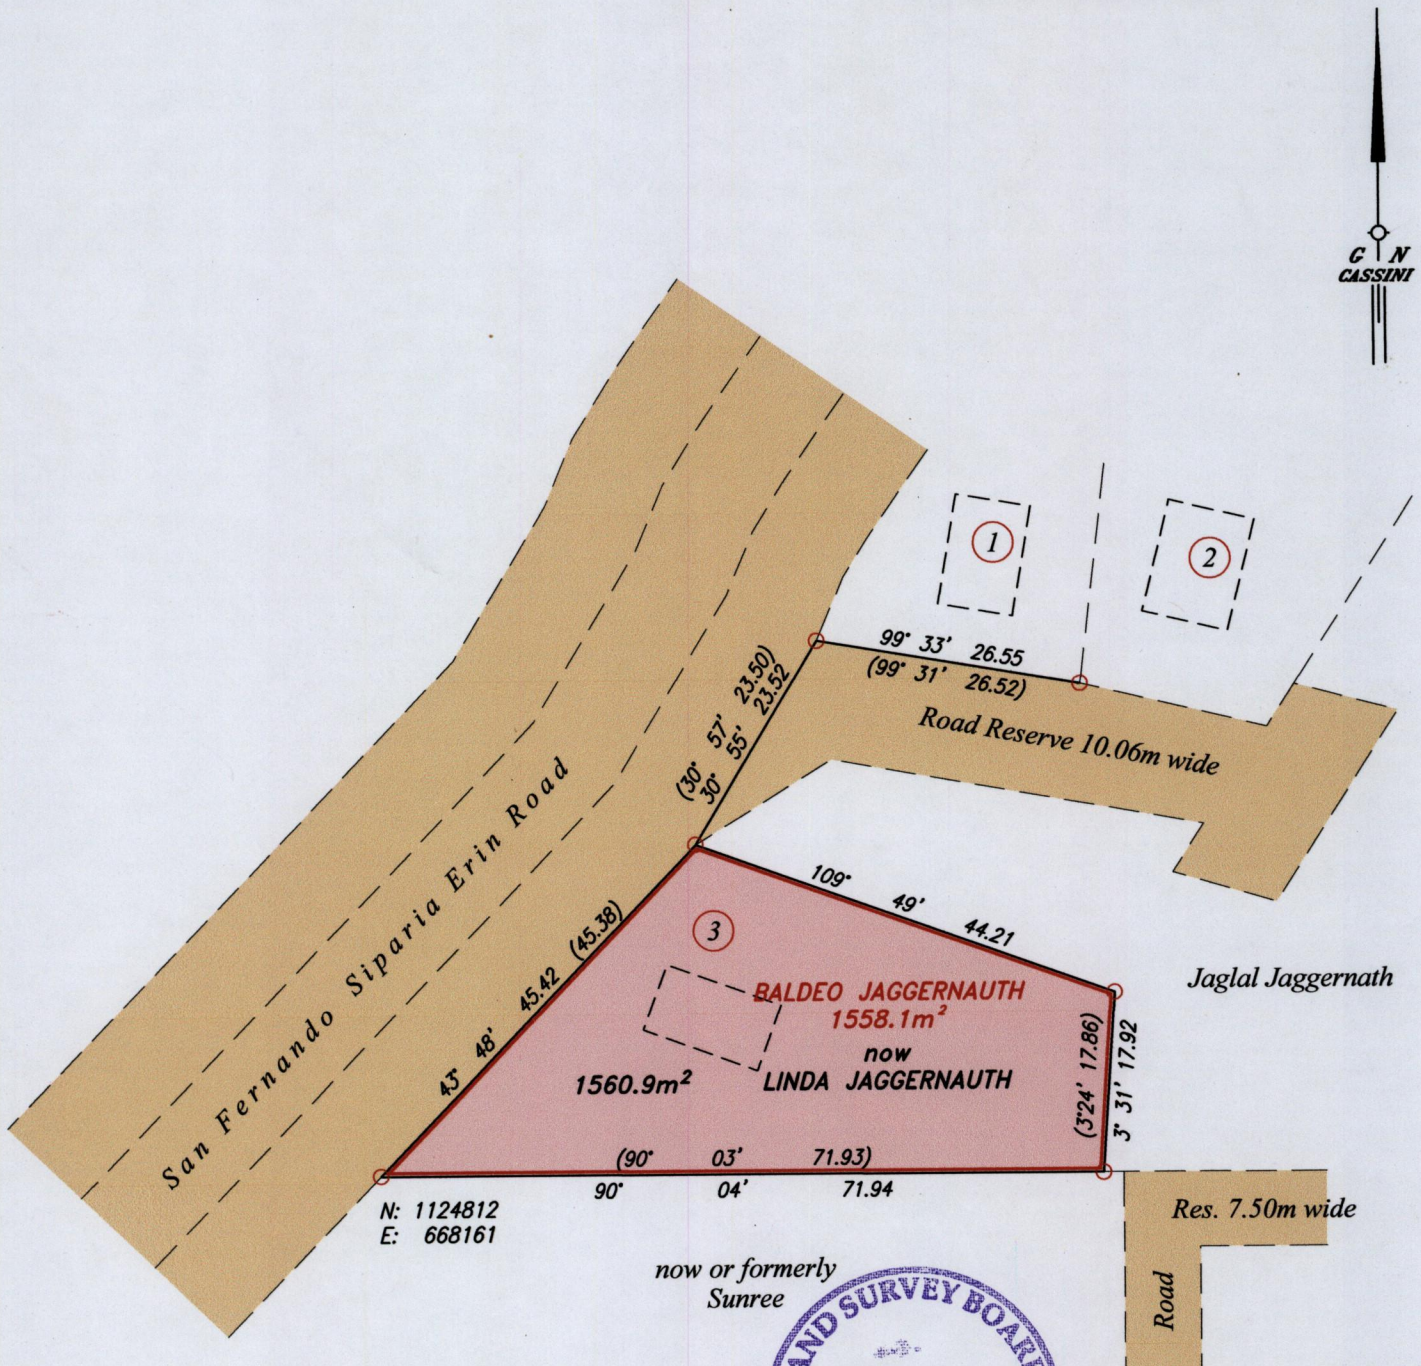 G N
CASSINI
1
2
99° 33' 26.55
(99° 31' 26.52)
(30° 57' 23.50)
30° 55' 23.52
Road Reserve 10.06m wide
San Fernando Siparia Erin Road
109° 49' 44.21
3
43° 48' 45.42 (45.38)
BALDEO JAGGERNAUTH
1558.1m²
now
LINDA JAGGERNAUTH
1560.9m²
Jaglal Jaggernath
(3°24' 17.86)
3° 31' 17.92
(90° 03' 71.93)
90° 04' 71.94
N: 1124812
E: 668161
Res. 7.50m wide
Road
now or formerly
Sunree
AND SURVEY BOAR